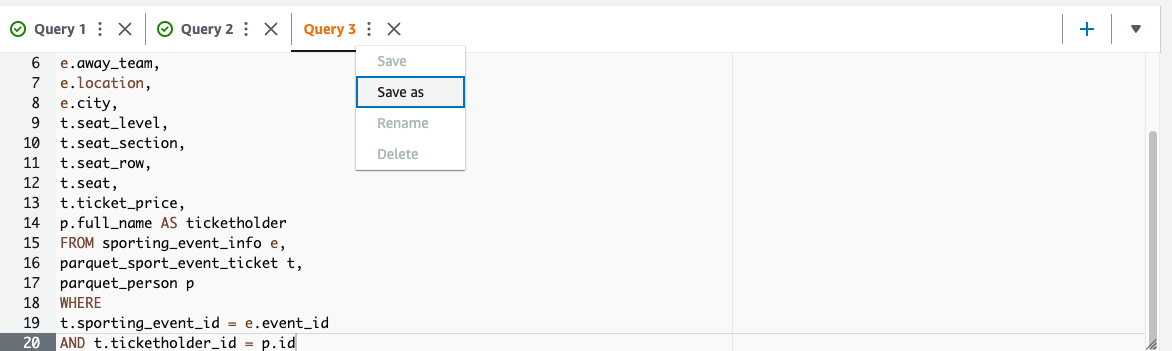 Query 1 Query 2 Query 3
Save
Save as
Rename
Delete
6 e.away_team,
7 e.location,
8 e.city,
9 t.seat_level,
10 t.seat_section,
11 t.seat_row,
12 t.seat,
13 t.ticket_price,
14 p.full_name AS ticketholder
15 FROM sporting_event_info e,
16 parquet_sport_event_ticket t,
17 parquet_person p
18 WHERE
19 t.sporting_event_id = e.event_id
20 AND t.ticketholder_id = p.id